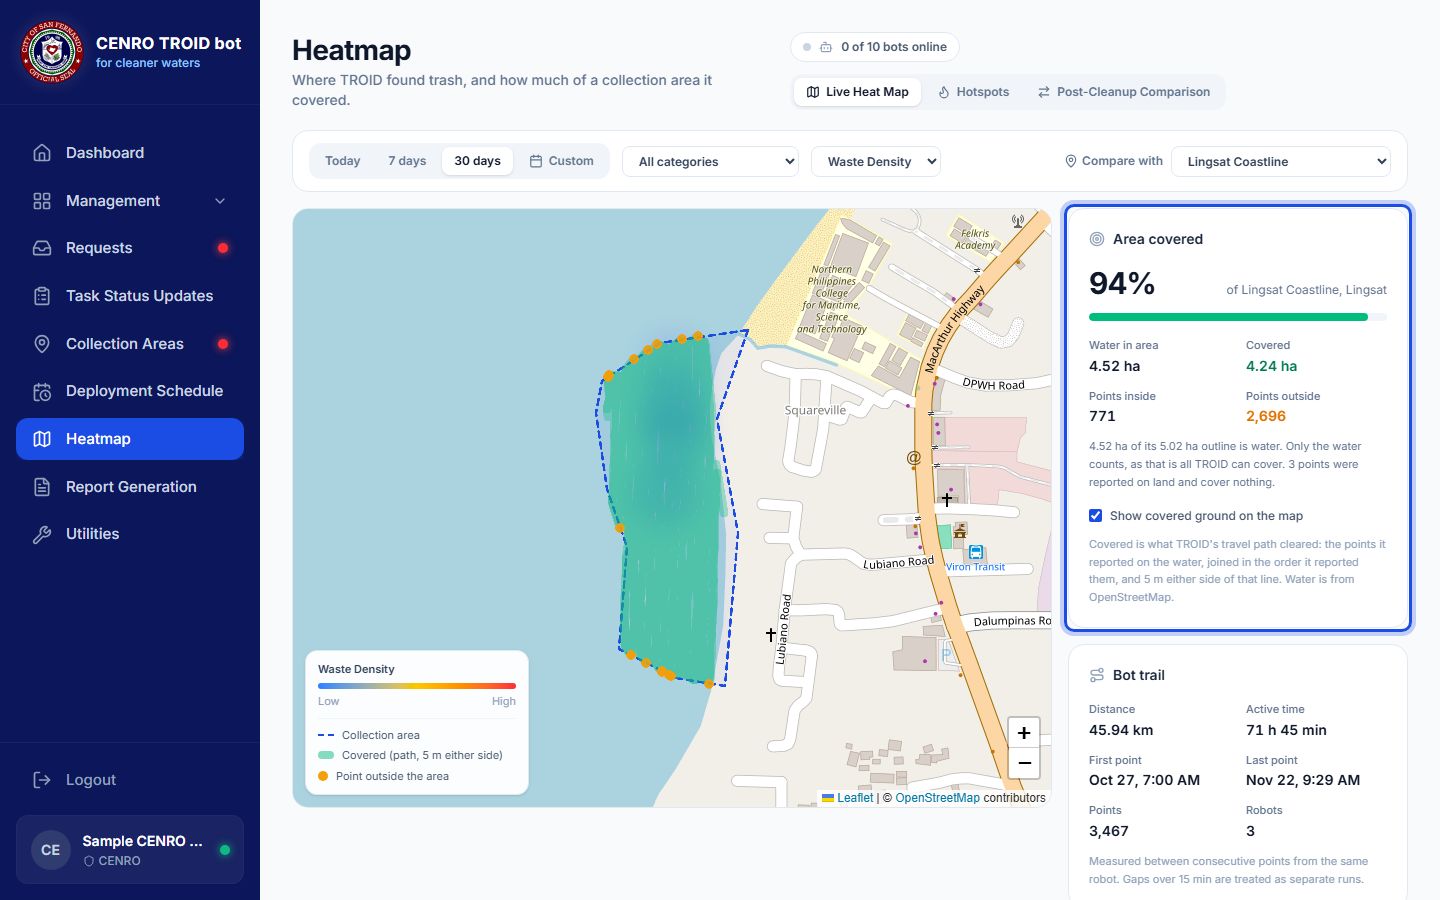 CITY OF SAN FERNANDO
OFFICIAL SEAL
CENRO TROID bot
for cleaner waters
Dashboard
Management
Requests
Task Status Updates
Collection Areas
Deployment Schedule
Heatmap
Report Generation
Utilities
Logout
CE
Sample CENRO ...
CENRO
Heatmap
Where TROID found trash, and how much of a collection area it
covered.
0 of 10 bots online
Live Heat Map
Hotspots
Post-Cleanup Comparison
Today
7 days
30 days
Custom
All categories
Waste Density
Compare with
Lingsat Coastline
Felkris
Academy
Northern
Philippines
College
for Maritime,
Science
and Technology
MacArthur Highway
DPWH Road
Squareville
@
Lubiano Road
Viron Transit
Lubiano Road
Dalumpinas Ro
P
Waste Density
Low
High
Collection area
Covered (path, 5 m either side)
Point outside the area
+
−
Leaflet | © OpenStreetMap contributors
Area covered
94%
of Lingsat Coastline, Lingsat
Water in area
Covered
4.52 ha
4.24 ha
Points inside
Points outside
771
2,696
4.52 ha of its 5.02 ha outline is water. Only the water
counts, as that is all TROID can cover. 3 points were
reported on land and cover nothing.
Show covered ground on the map
Covered is what TROID's travel path cleared: the points it
reported on the water, joined in the order it reported
them, and 5 m either side of that line. Water is from
OpenStreetMap.
Bot trail
Distance
Active time
45.94 km
71 h 45 min
First point
Last point
Oct 27, 7:00 AM
Nov 22, 9:29 AM
Points
Robots
3,467
3
Measured between consecutive points from the same
robot. Gaps over 15 min are treated as separate runs.